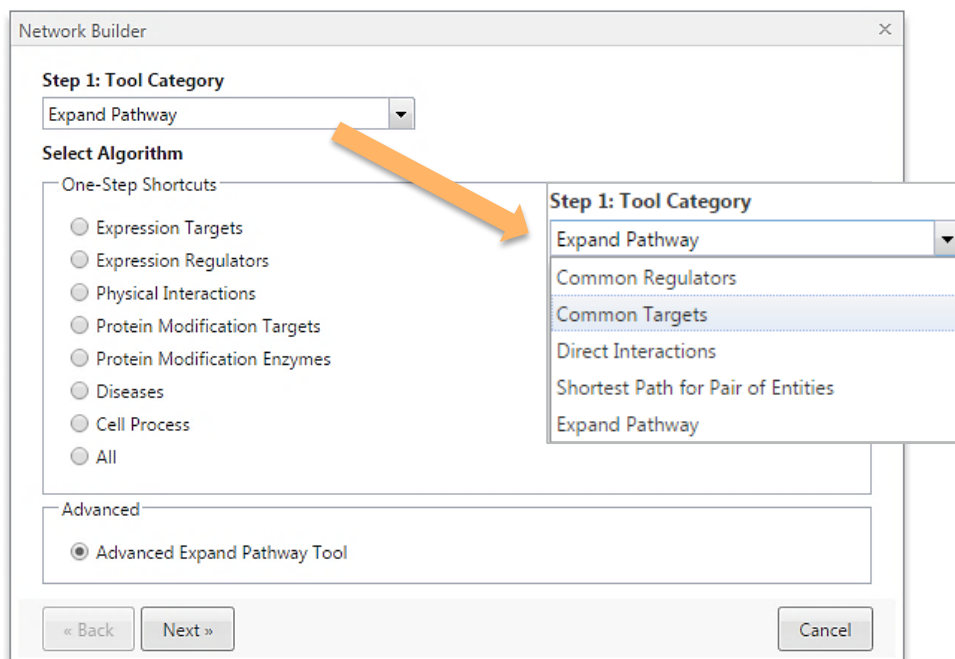 Network Builder
Step 1: Tool Category
Expand Pathway
Select Algorithm
One-Step Shortcuts
Expression Targets
Expression Regulators
Physical Interactions
Protein Modification Targets
Protein Modification Enzymes
Diseases
Cell Process
All
Step 1: Tool Category
Expand Pathway
Common Regulators
Common Targets
Direct Interactions
Shortest Path for Pair of Entities
Expand Pathway
Advanced
Advanced Expand Pathway Tool
« Back
Next »
Cancel